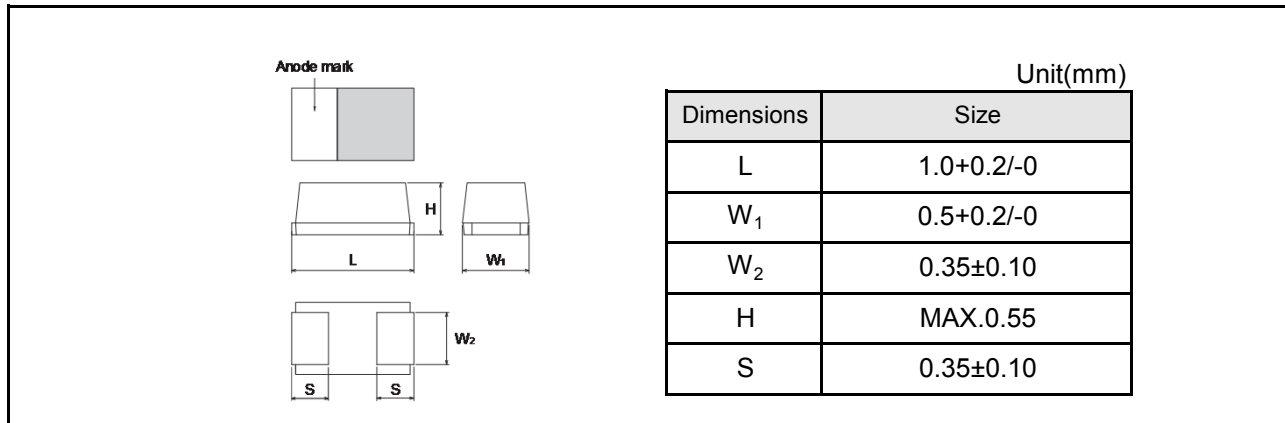 Anode mark
H
L
W1
W2
S S
Unit(mm)
Dimensions Size
L 1.0+0.2/-0
W1 0.5+0.2/-0
W2 0.35±0.10
H MAX.0.55
S 0.35±0.10